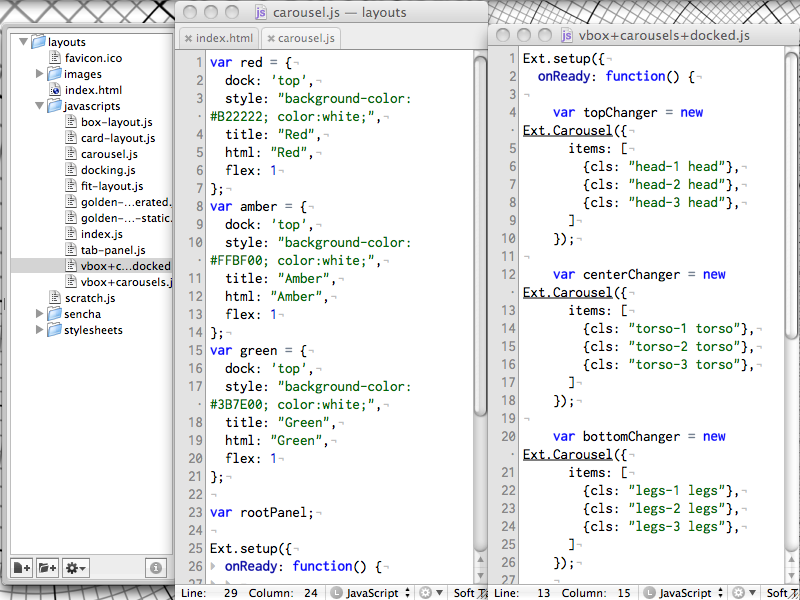 layouts
favicon.ico
images
index.html
javascripts
box-layout.js
card-layout.js
carousel.js
docking.js
fit-layout.js
golden-...erated.
golden-...-static.
index.js
tab-panel.js
vbox+c...docked
vbox+carousels.j
scratch.js
sencha
stylesheets
carousel.js — layouts
index.html
carousel.js
1 var red = {
2 dock: 'top',
3 style: "background-color:
#B22222; color:white;",
4 title: "Red",
5 html: "Red",
6 flex: 1
7 };
8 var amber = {
9 dock: 'top',
10 style: "background-color:
#FFBF00; color:white;",
11 title: "Amber",
12 html: "Amber",
13 flex: 1
14 };
15 var green = {
16 dock: 'top',
17 style: "background-color:
#3B7E00; color:white;",
18 title: "Green",
19 html: "Green",
20 flex: 1
21 };
22
23 var rootPanel;
24
25 Ext.setup({
26 onReady: function() {
Line: 29 Column: 24 JavaScript Soft T
vbox+carousels+docked.js
1 Ext.setup({
2 onReady: function() {
3
4 var topChanger = new
Ext.Carousel({
5 items: [
6 {cls: "head-1 head"},
7 {cls: "head-2 head"},
8 {cls: "head-3 head"},
9 ]
10 });
11
12 var centerChanger = new
Ext.Carousel({
13 items: [
14 {cls: "torso-1 torso"},
15 {cls: "torso-2 torso"},
16 {cls: "torso-3 torso"},
17 ]
18 });
19
20 var bottomChanger = new
Ext.Carousel({
21 items: [
22 {cls: "legs-1 legs"},
23 {cls: "legs-2 legs"},
24 {cls: "legs-3 legs"},
25 ]
26 });
27
Line: 13 Column: 15 JavaScript Soft T